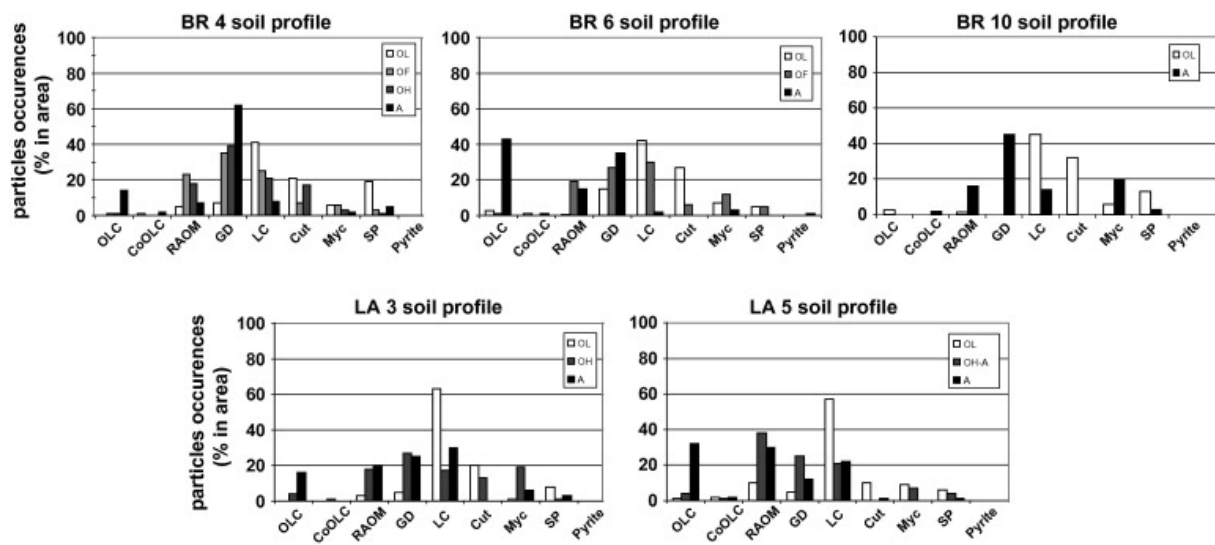 BR 4 soil profile
particles occurences
(% in area)
100
80
60
40
20
0
OL
OF
OH
A
OLC
CoOLC
RAOM
GD
LC
Cut
Myc
SP
Pyrite
BR 6 soil profile
100
80
60
40
20
0
OL
OF
A
OLC
CoOLC
RAOM
GD
LC
Cut
Myc
SP
Pyrite
BR 10 soil profile
100
80
60
40
20
0
OL
A
OLC
CoOLC
RAOM
GD
LC
Cut
Myc
SP
Pyrite
LA 3 soil profile
particles occurences
(% in area)
100
80
60
40
20
0
OL
OH
A
OLC
CoOLC
RAOM
GD
LC
Cut
Myc
SP
Pyrite
LA 5 soil profile
100
80
60
40
20
0
OL
OH-A
A
OLC
CoOLC
RAOM
GD
LC
Cut
Myc
SP
Pyrite